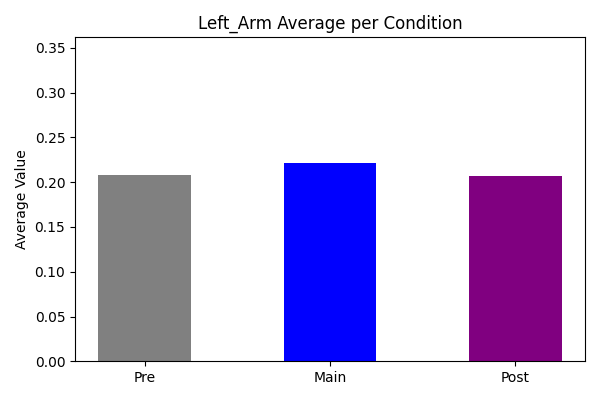 Left_Arm Average per Condition
Average Value
0.35
0.30
0.25
0.20
0.15
0.10
0.05
0.00
Pre
Main
Post